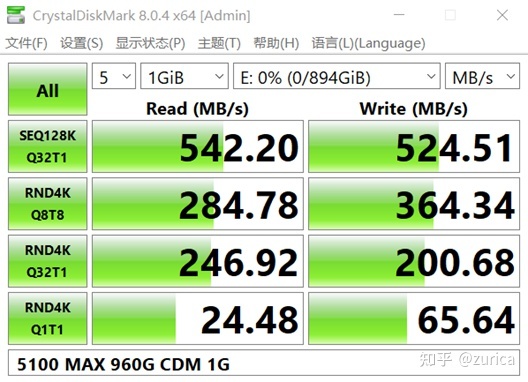 CrystalDiskMark 8.0.4 x64 [Admin]
文件(F) 设置(S) 显示状态(P) 主题(T) 帮助(H) 语言(L)(Language)
All 5 1GiB E: 0% (0/894GiB) MB/s
Read (MB/s) Write (MB/s)
SEQ128K
Q32T1 542.20 524.51
RND4K
Q8T8 284.78 364.34
RND4K
Q32T1 246.92 200.68
RND4K
Q1T1 24.48 65.64
5100 MAX 960G CDM 1G
知乎 @zurica